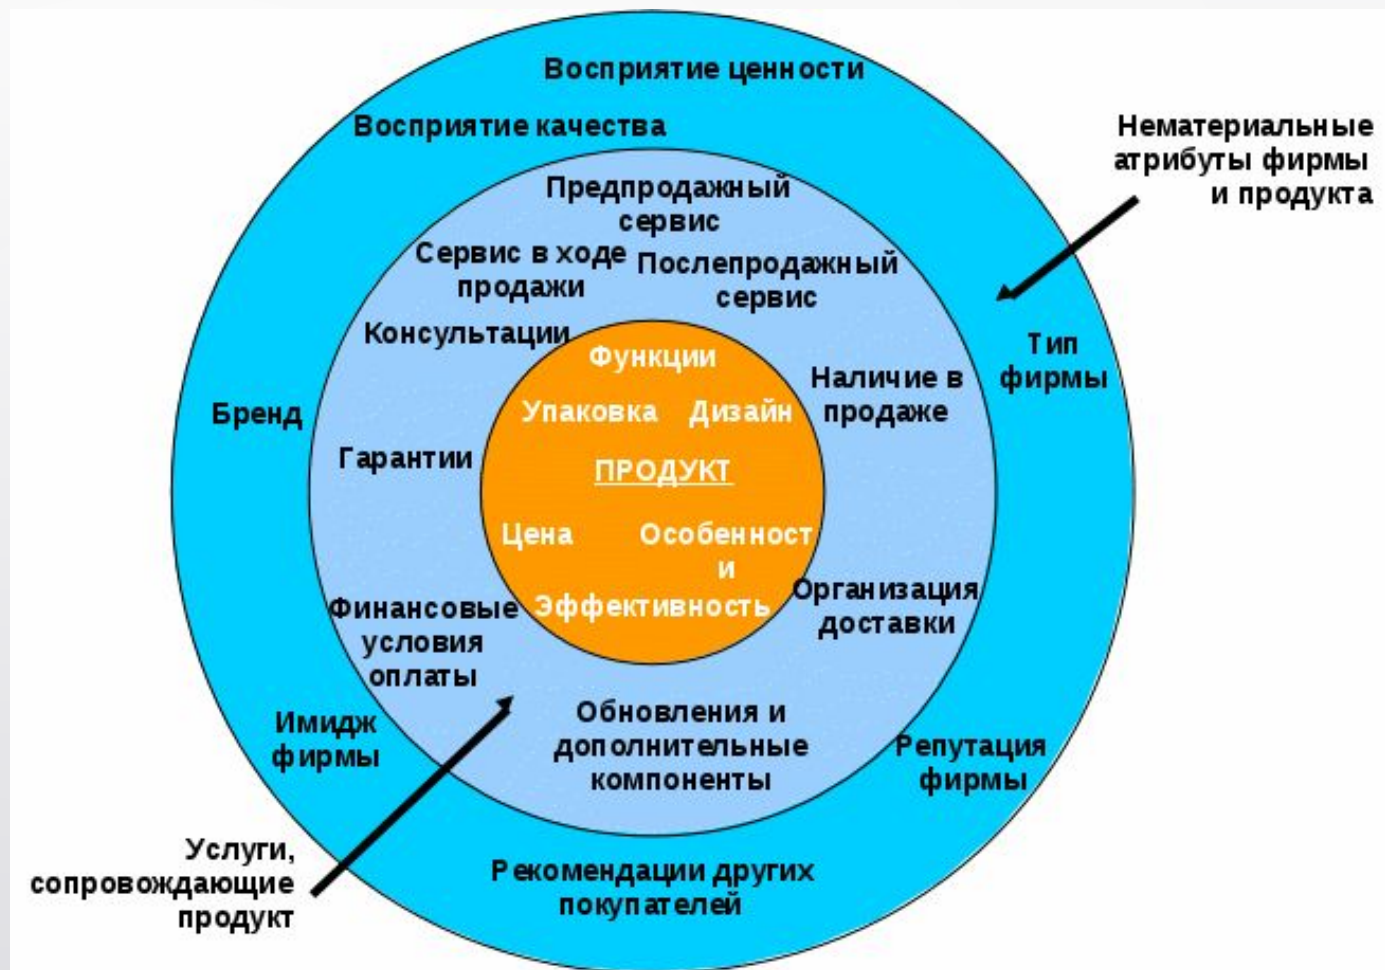 Восприятие ценности
Восприятие качества
Нематериальные
атрибуты фирмы
и продукта
Предпродажный
сервис
Сервис в ходе
продажи
Послепродажный
сервис
Консультации
Функции
Тип
фирмы
Наличие в
продаже
Бренд
Упаковка
Дизайн
Гарантии
ПРОДУКТ
Цена
Особенност
и
Эффективность
Организация
доставки
Финансовые
условия
оплаты
Обновления и
дополнительные
компоненты
Имидж
фирмы
Репутация
фирмы
Услуги,
сопровождающие
продукт
Рекомендации других
покупателей